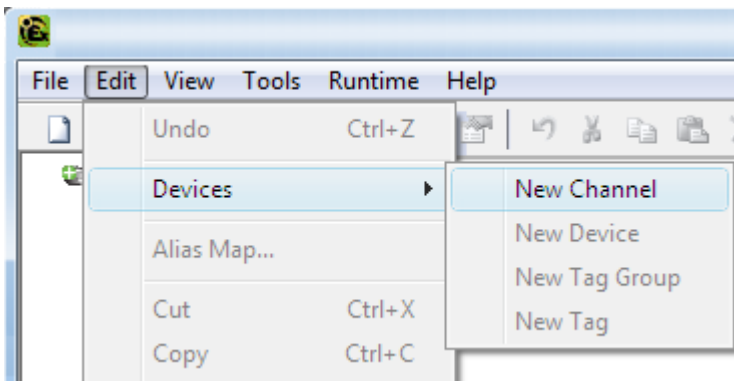 File Edit View Tools Runtime Help
Undo Ctrl+Z
Devices
Alias Map...
Cut Ctrl+X
Copy Ctrl+C
New Channel
New Device
New Tag Group
New Tag